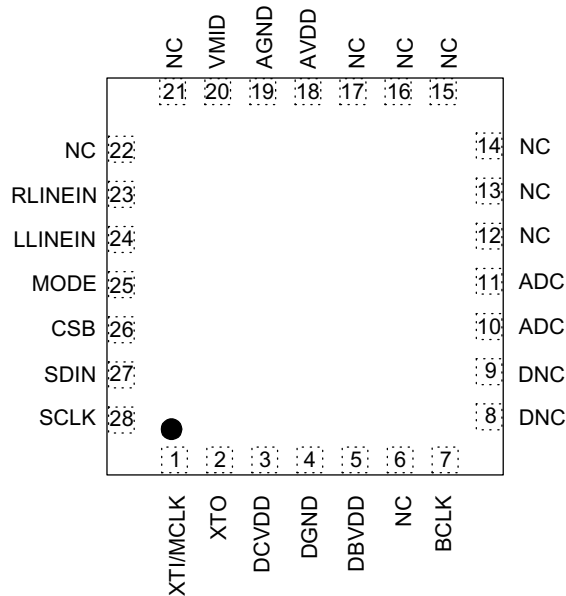 NC
VMID
AGND
AVDD
NC
NC
NC
21
20
19
18
17
16
15
NC 22
14 NC
RLINEIN 23
13 NC
LLINEIN 24
12 NC
MODE 25
11 ADC
CSB 26
10 ADC
SDIN 27
9 DNC
SCLK 28
8 DNC
1
2
3
4
5
6
7
XTI/MCLK
XTO
DCVDD
DGND
DBVDD
NC
BCLK